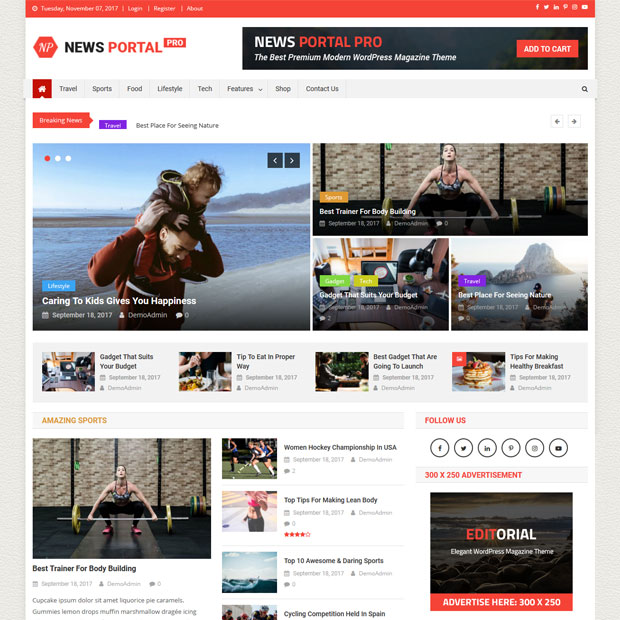 Tuesday, November 07, 2017 | Login | Register | About
NP NEWS PORTAL PRO
NEWS PORTAL PRO
The Best Premium Modern WordPress Magazine Theme
ADD TO CART
Travel Sports Food Lifestyle Tech Features Shop Contact Us
Breaking News Travel Best Place For Seeing Nature
Lifestyle
Caring To Kids Gives You Happiness
September 18, 2017 DemoAdmin 0
Sports
Best Trainer For Body Building
September 18, 2017 DemoAdmin 0
Gadget Tech
Gadget That Suits Your Budget
September 18, 2017 DemoAdmin
2
Travel
Best Place For Seeing Nature
September 18, 2017 DemoAdmin
0
Gadget That Suits
Your Budget
September 18, 2017
DemoAdmin
Tip To Eat In Proper
Way
September 18, 2017
DemoAdmin
Best Gadget That Are
Going To Launch
September 18, 2017
DemoAdmin
Tips For Making
Healthy Breakfast
September 18, 2017
DemoAdmin
AMAZING SPORTS
Best Trainer For Body Building
September 18, 2017 DemoAdmin 0
Cupcake ipsum dolor sit amet liquorice pie caramels.
Gummies lemon drops muffin marshmallow dragée icing
Women Hockey Championship In USA
September 18, 2017 DemoAdmin
2
Top Tips For Making Lean Body
September 18, 2017 DemoAdmin
0
Top 10 Awesome & Daring Sports
September 18, 2017 DemoAdmin
0
Cycling Competition Held In Spain
September 18, 2017 DemoAdmin
FOLLOW US
300 X 250 ADVERTISEMENT
EDITORIAL
Elegant WordPress Magazine Theme
ADVERTISE HERE: 300 X 250